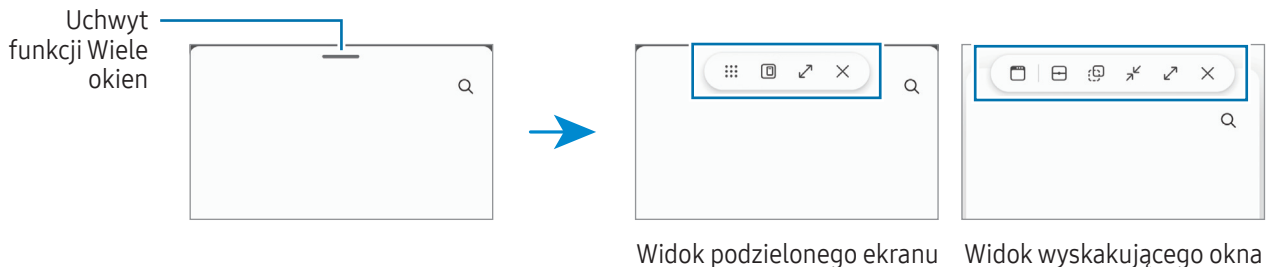 Uchwyt
funkcji Wiele
okien
Widok podzielonego ekranu
Widok wyskakującego okna